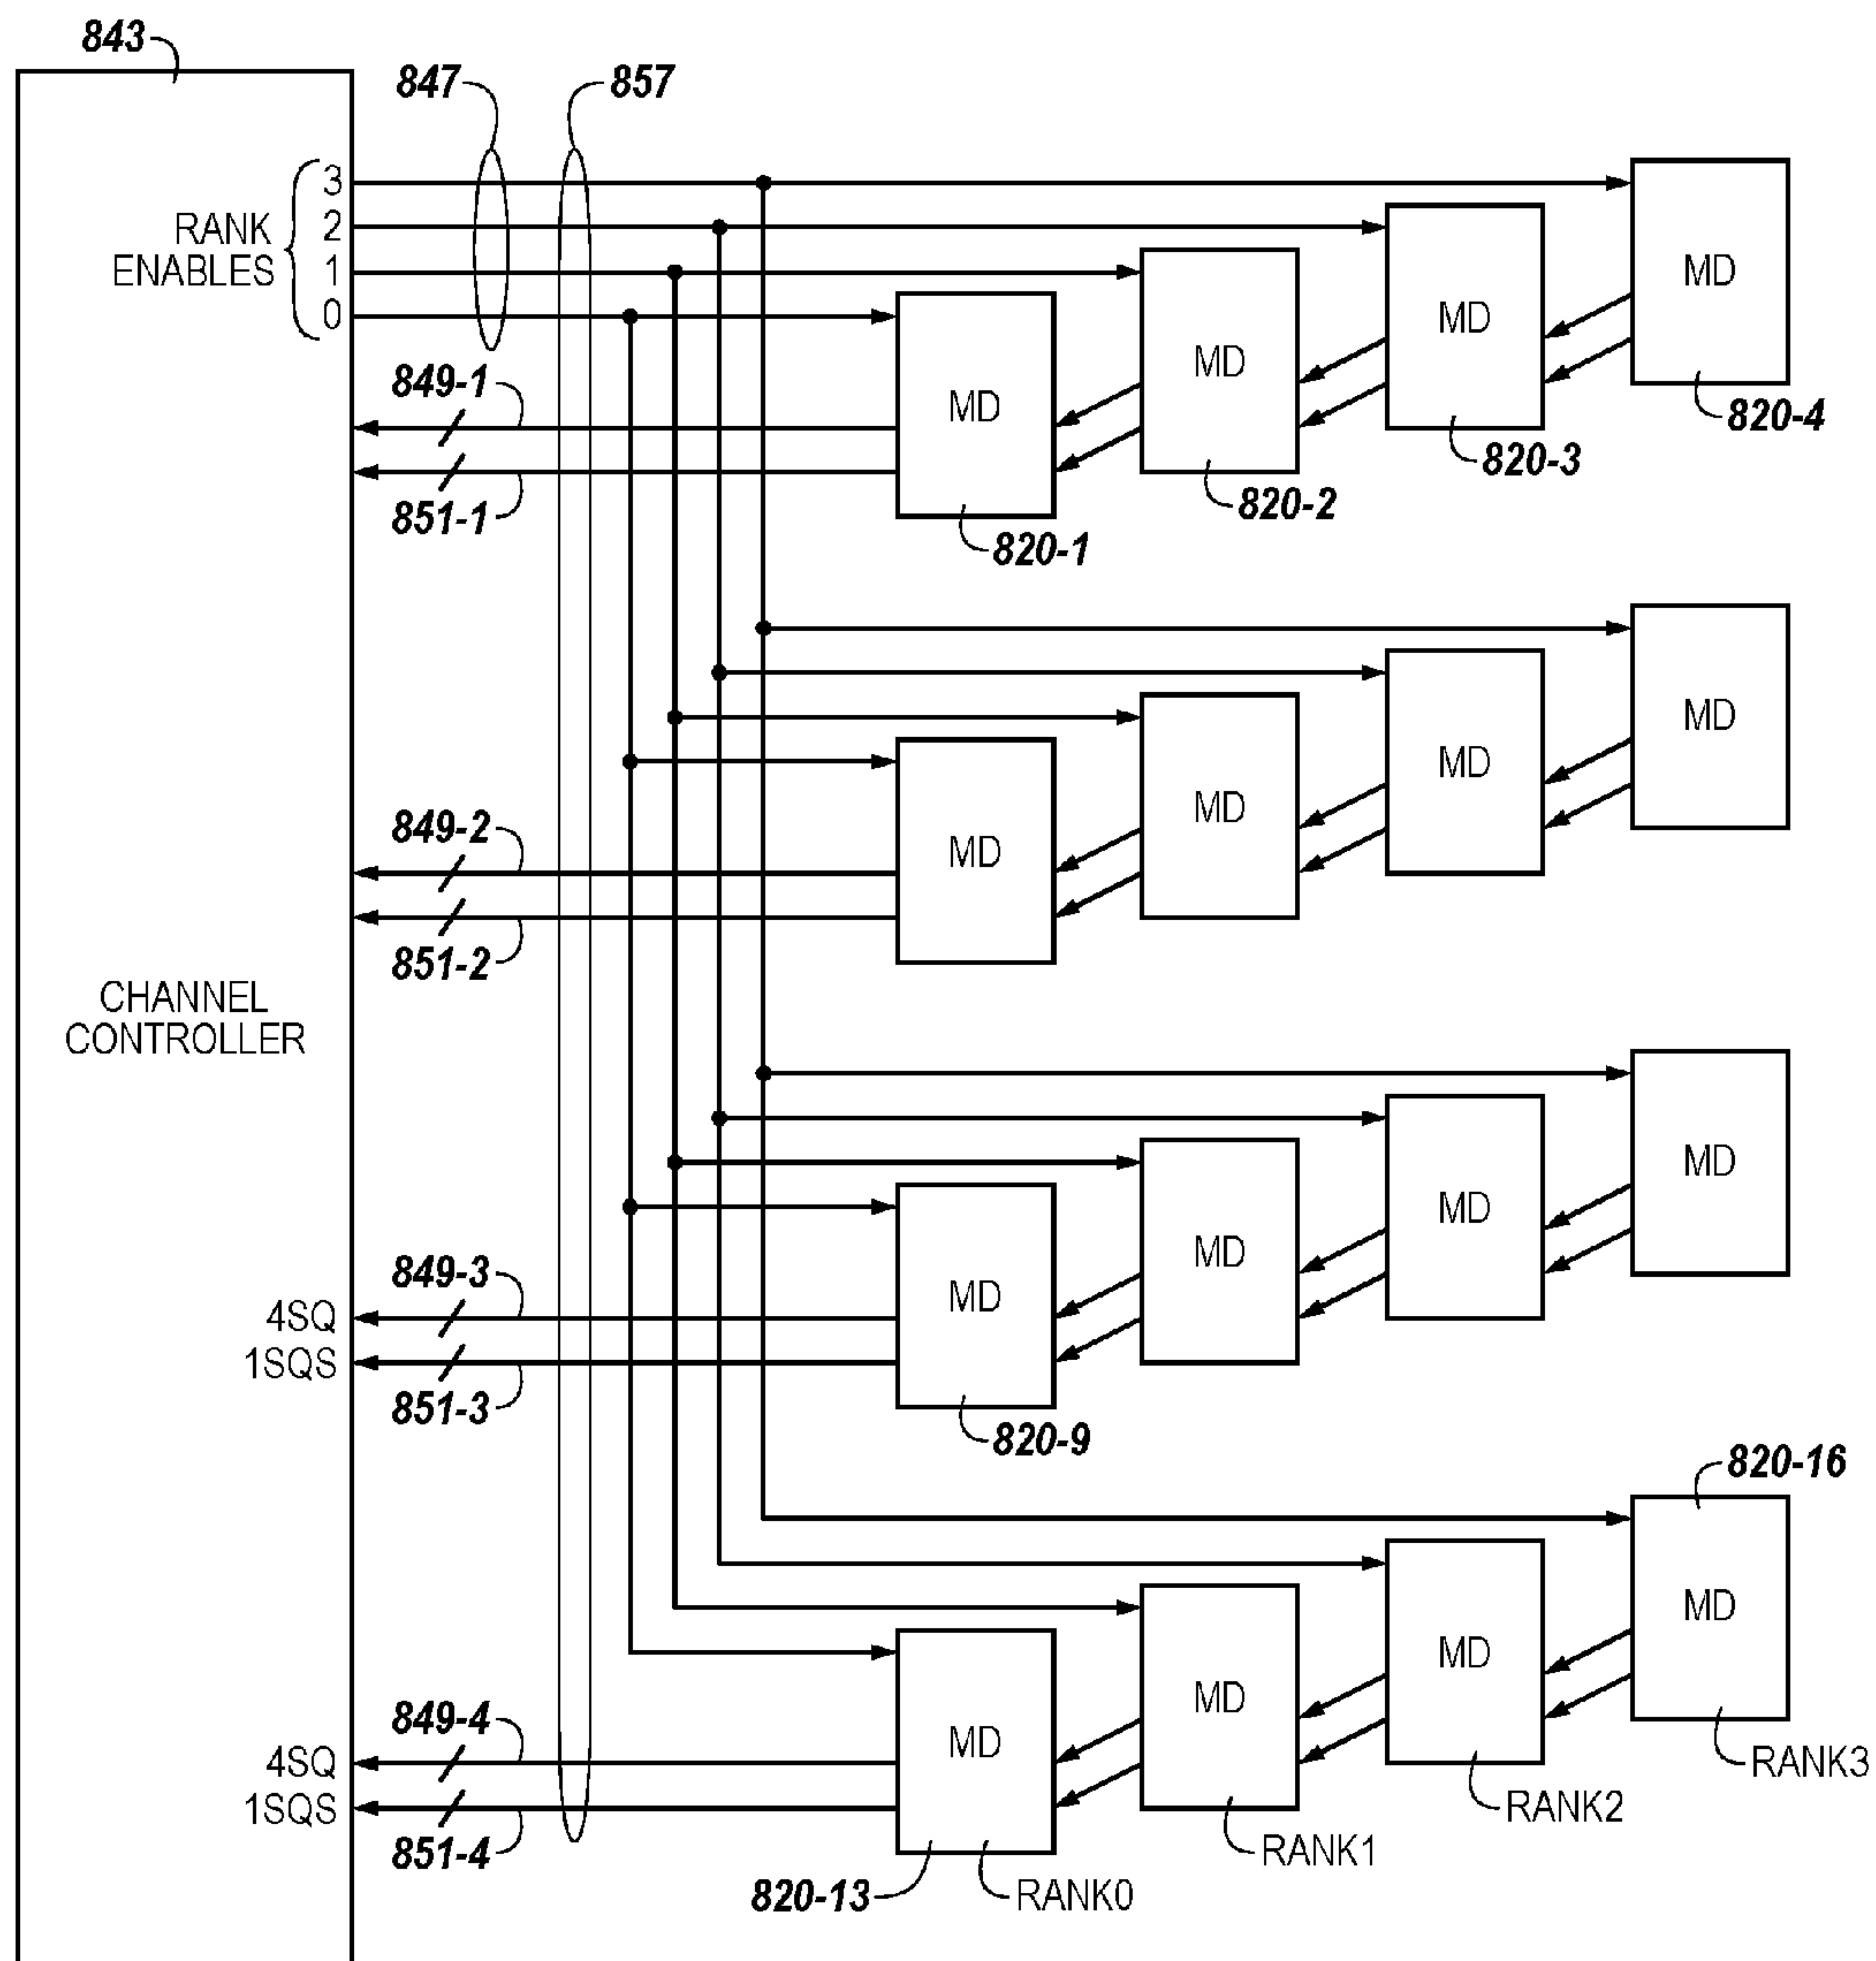 843
847
857
3
RANK
ENABLES
2
1
0
MD
MD
MD
MD
849-1
851-1
820-4
820-3
820-2
820-1
MD
MD
MD
MD
849-2
851-2
CHANNEL
CONTROLLER
MD
MD
MD
MD
849-3
4SQ
1SQS
851-3
820-9
820-16
MD
MD
MD
MD
849-4
4SQ
1SQS
851-4
RANK3
RANK2
RANK1
820-13
RANK0